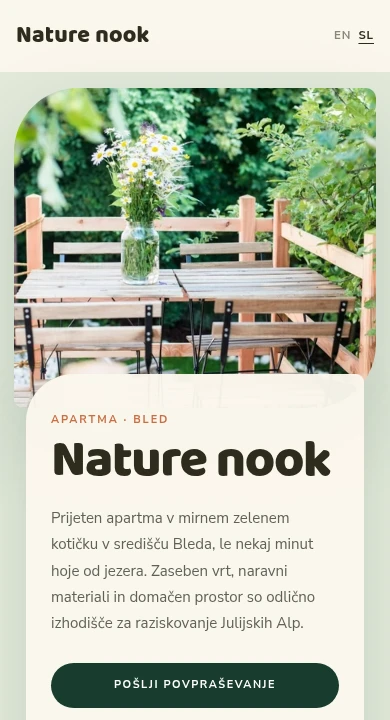 Nature nook
EN SL
APARTMA · BLED
Nature nook
Prijeten apartma v mirnem zelenem
kotičku v središču Bleda, le nekaj minut
hoje od jezera. Zaseben vrt, naravni
materiali in domačen prostor so odlično
izhodišče za raziskovanje Julijskih Alp.
POŠLJI POVPRAŠEVANJE